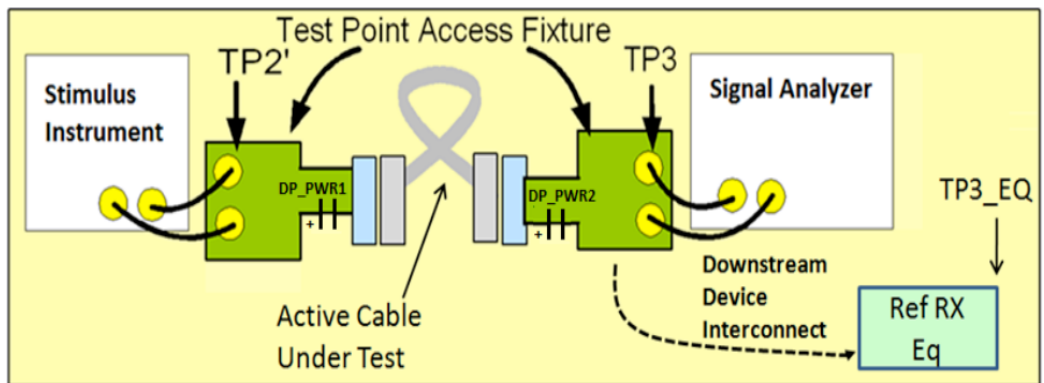 Test Point Access Fixture
TP2'
TP3
Stimulus
Instrument
Signal Analyzer
DP_PWR1
+
DP_PWR2
+
TP3_EQ
Active Cable
Under Test
Downstream
Device
Interconnect
Ref RX
Eq